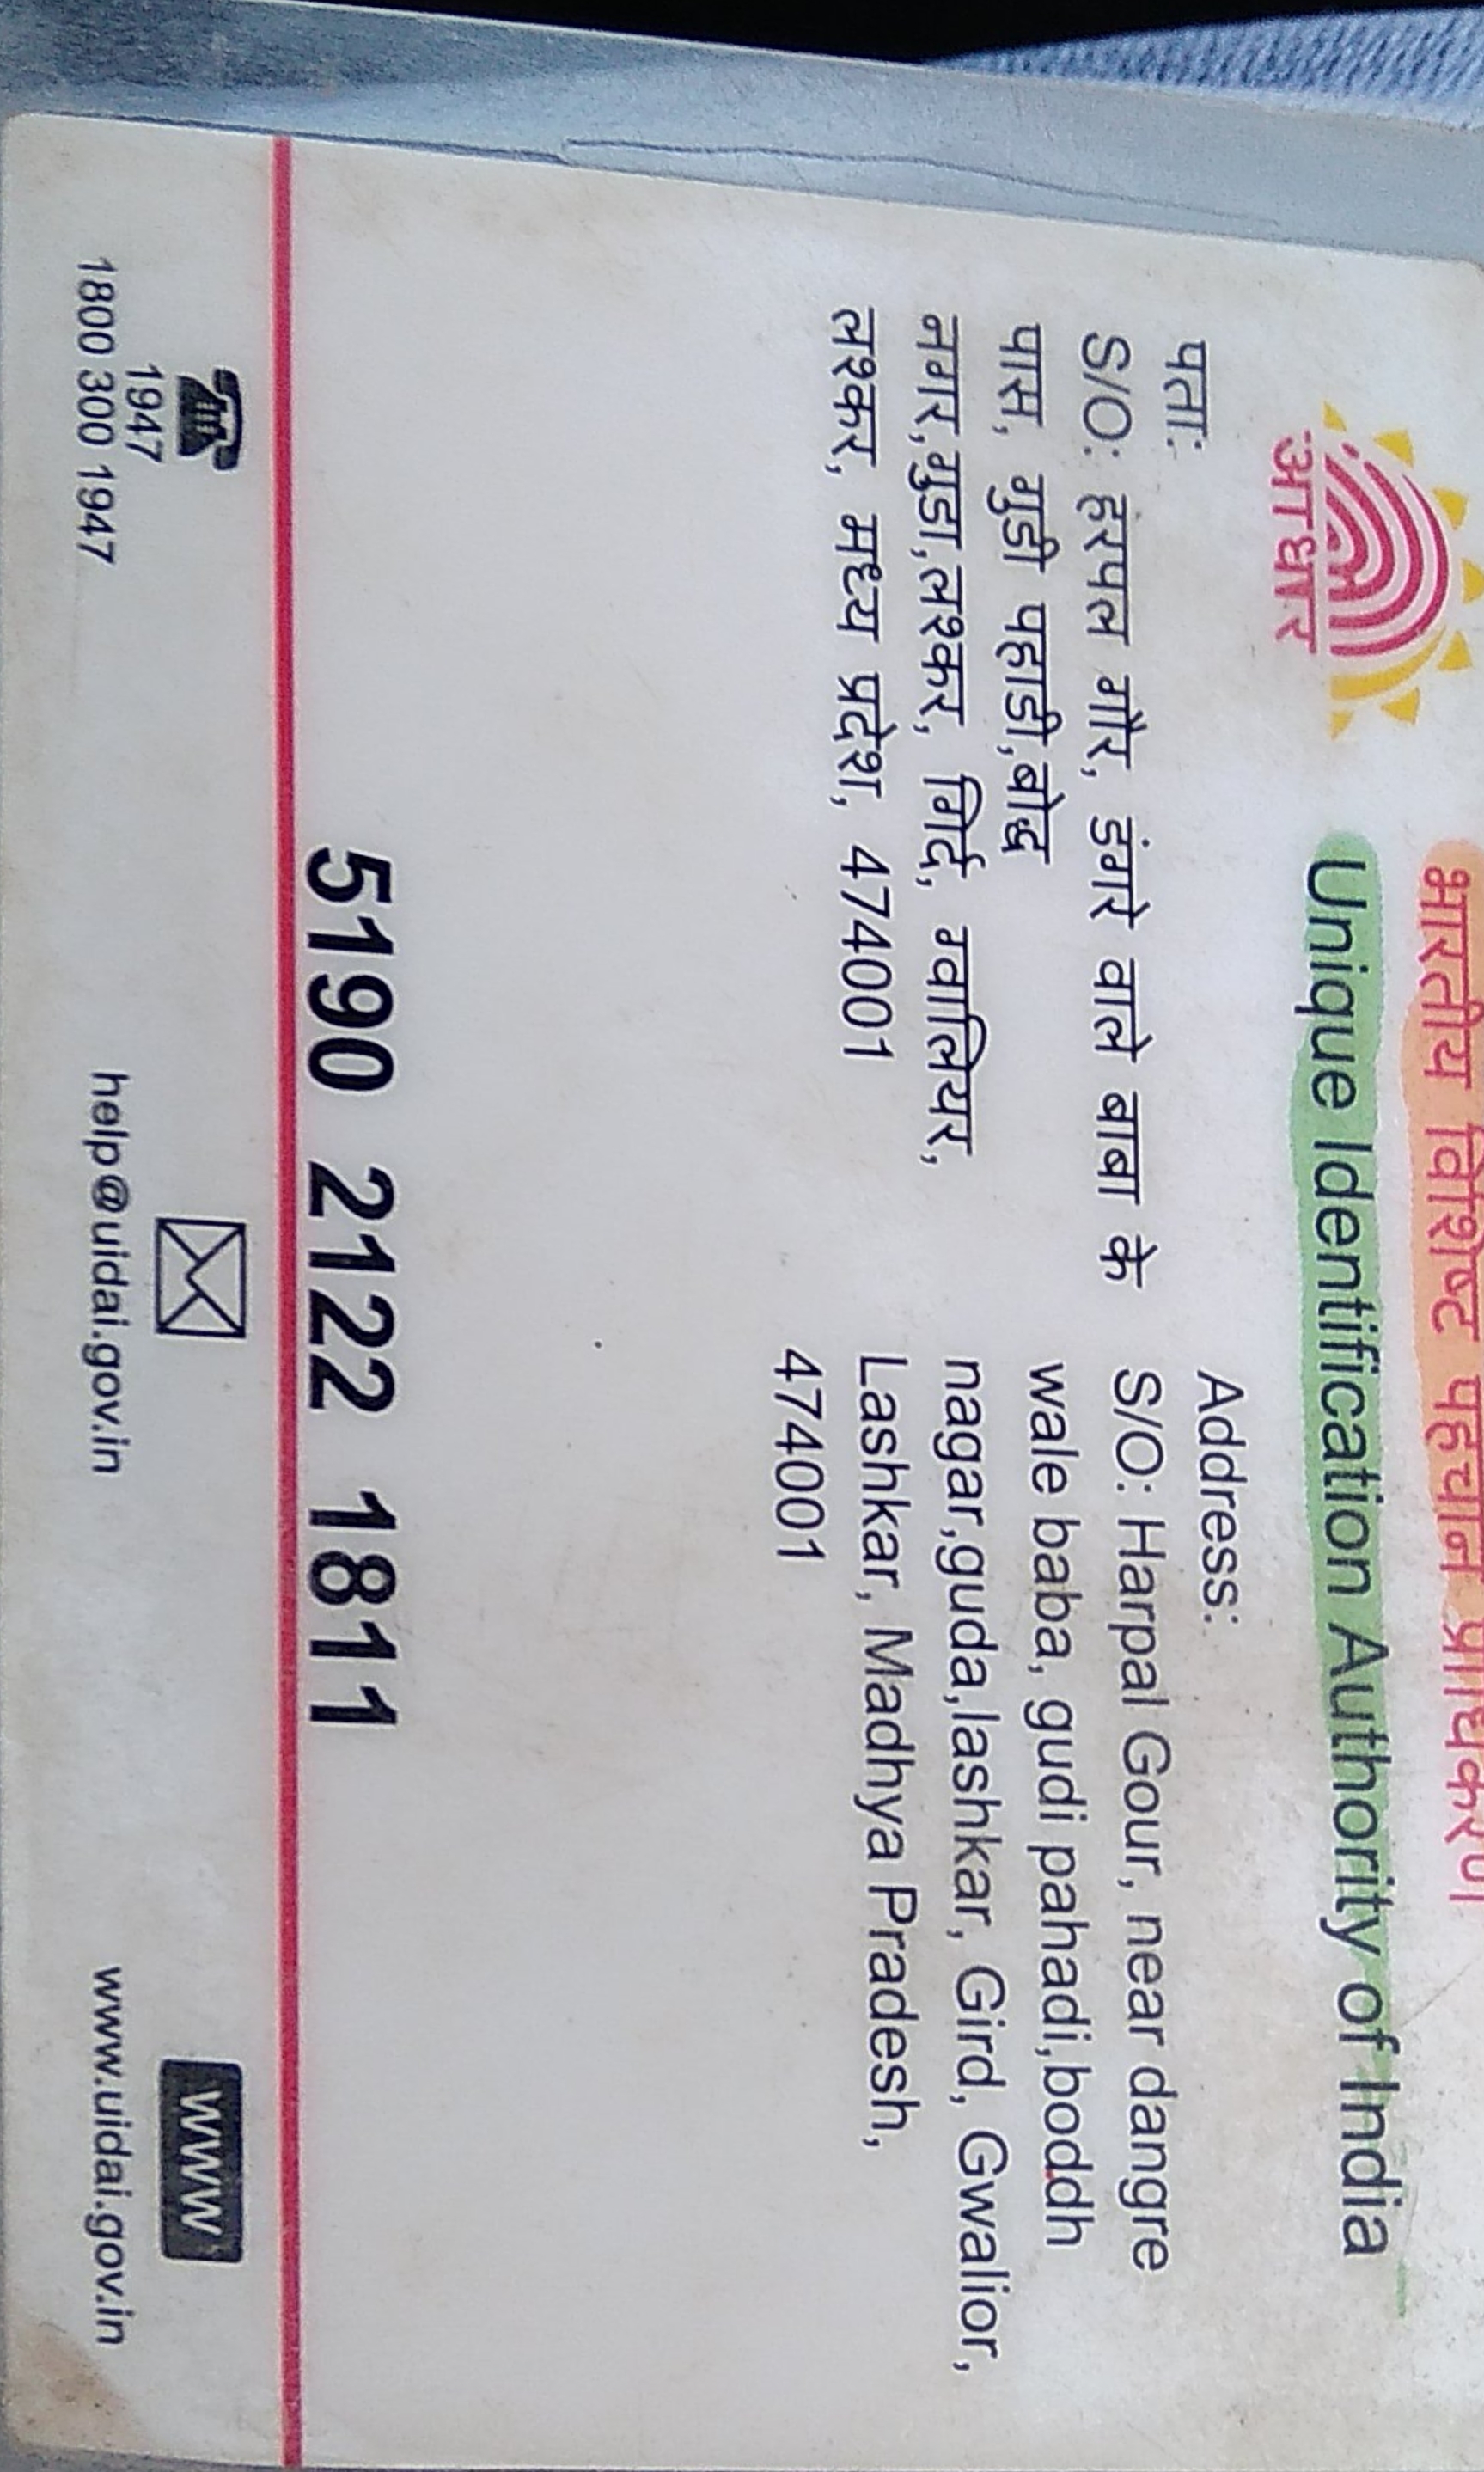 भारतीय विशिष्ट पहचान प्राधिकरण
Unique Identification Authority of India
आधार
पता:
S/O: हरपल गौर, डंगरे वाले बाबा के
पास, गुडी पहाडी,बोद्ध
नगर,गुडा,लश्कर, गिर्द, ग्वालियर,
लश्कर, मध्य प्रदेश, 474001
Address:
S/O: Harpal Gour, near dangre
wale baba, gudi pahadi,boddh
nagar,guda,lashkar, Gird, Gwalior,
Lashkar, Madhya Pradesh,
474001
5190 2122 1811
1947
1800 300 1947
help@uidai.gov.in
www
www.uidai.gov.in